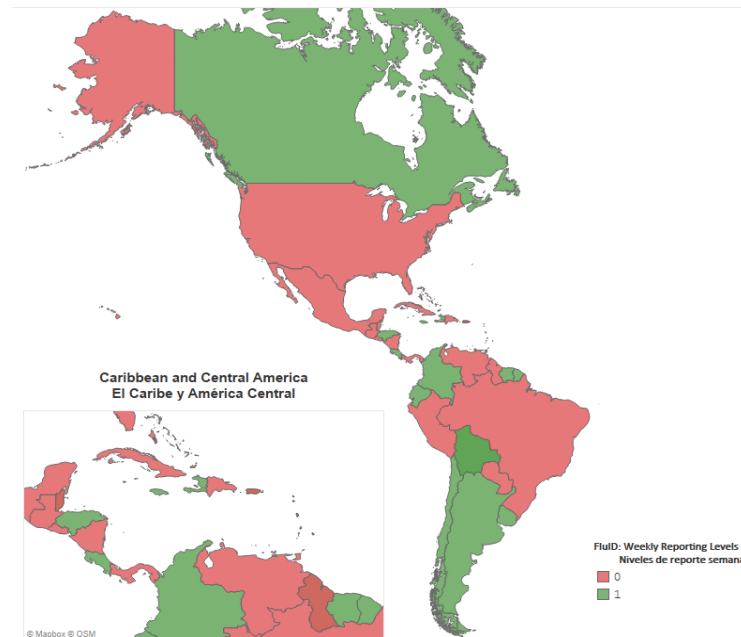 Caribbean and Central America
El Caribe y América Central
© Mapbox © OSM
FluID: Weekly Reporting Levels
Niveles de reporte semana
0
1